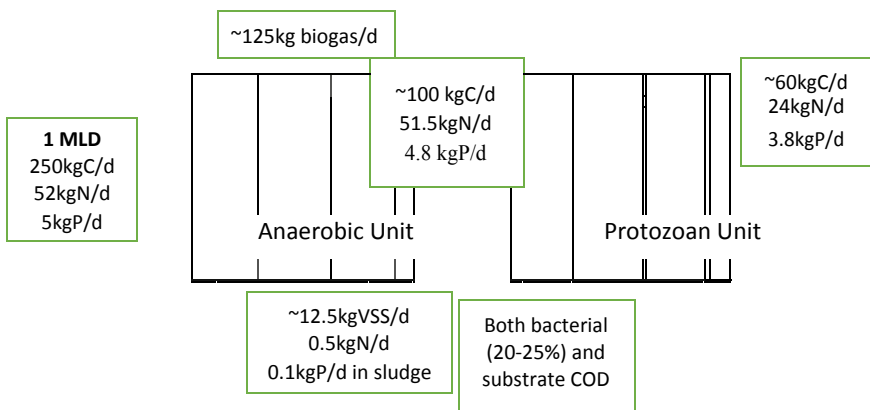 ~125kg biogas/d
1 MLD
250kgC/d
52kgN/d
5kgP/d
~100 kgC/d
51.5kgN/d
4.8 kgP/d
~60kgC/d
24kgN/d
3.8kgP/d
Anaerobic Unit
Protozoan Unit
~12.5kgVSS/d
0.5kgN/d
0.1kgP/d in sludge
Both bacterial
(20-25%) and
substrate COD